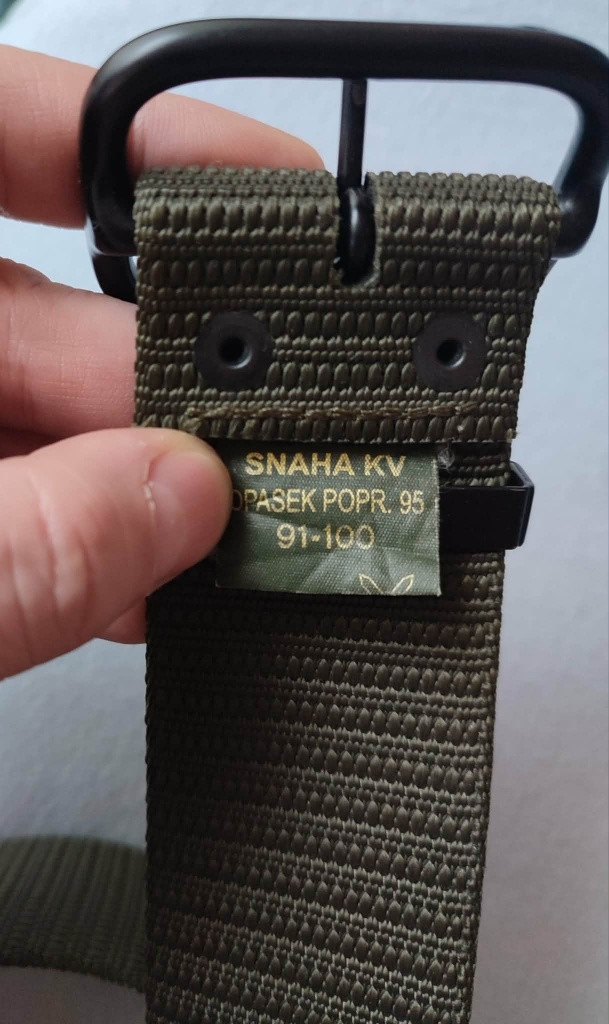 SNAHA KV
OPASEK POPR. 95
91-100